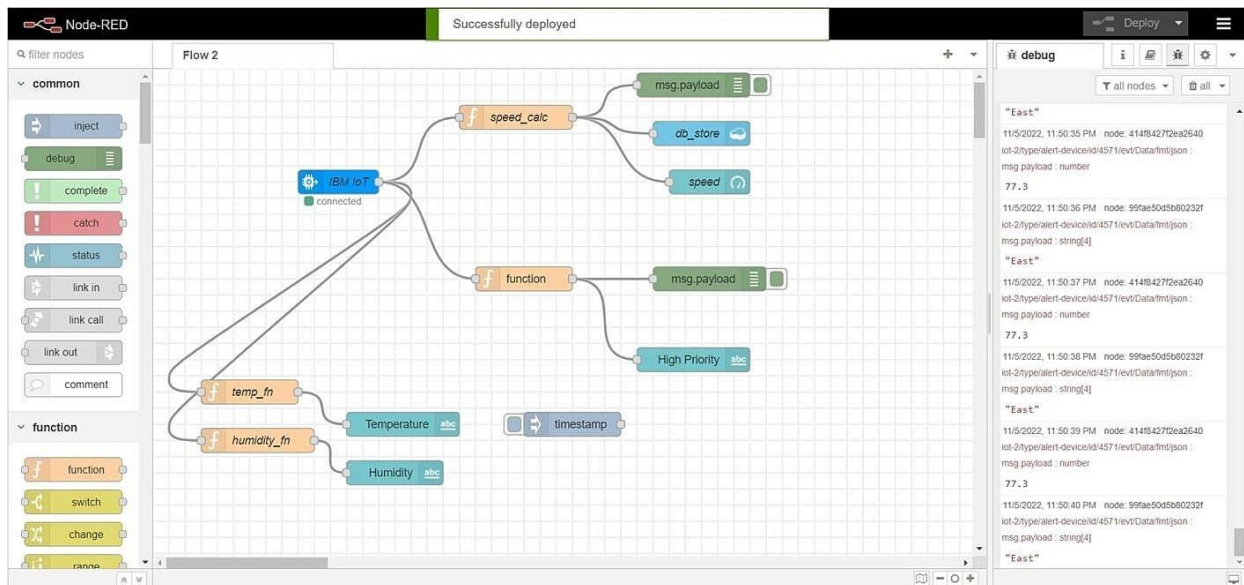 Node-RED
Successfully deployed
Deploy
filter nodes
common
inject
debug
complete
catch
status
link in
link call
link out
comment
function
function
switch
change
range
Flow 2
speed_calc
msg.payload
db_store
speed
IBM IoT
connected
function
msg.payload
High Priority abc
temp_fn
Temperature abc
timestamp
humidity_fn
Humidity abc
debug
all nodes
all
"East"
11/5/2022, 11:50:35 PM node: 414f8427f2ea2640
iot-2/type/alert-device/id/4571/evt/Data/fmt/json :
msg.payload : number
77.3
11/5/2022, 11:50:36 PM node: 99fae50d5b80232f
iot-2/type/alert-device/id/4571/evt/Data/fmt/json :
msg.payload : string[4]
"East"
11/5/2022, 11:50:37 PM node: 414f8427f2ea2640
iot-2/type/alert-device/id/4571/evt/Data/fmt/json :
msg.payload : number
77.3
11/5/2022, 11:50:38 PM node: 99fae50d5b80232f
iot-2/type/alert-device/id/4571/evt/Data/fmt/json :
msg.payload : string[4]
"East"
11/5/2022, 11:50:39 PM node: 414f8427f2ea2640
iot-2/type/alert-device/id/4571/evt/Data/fmt/json :
msg.payload : number
77.3
11/5/2022, 11:50:40 PM node: 99fae50d5b80232f
iot-2/type/alert-device/id/4571/evt/Data/fmt/json :
msg.payload : string[4]
"East"